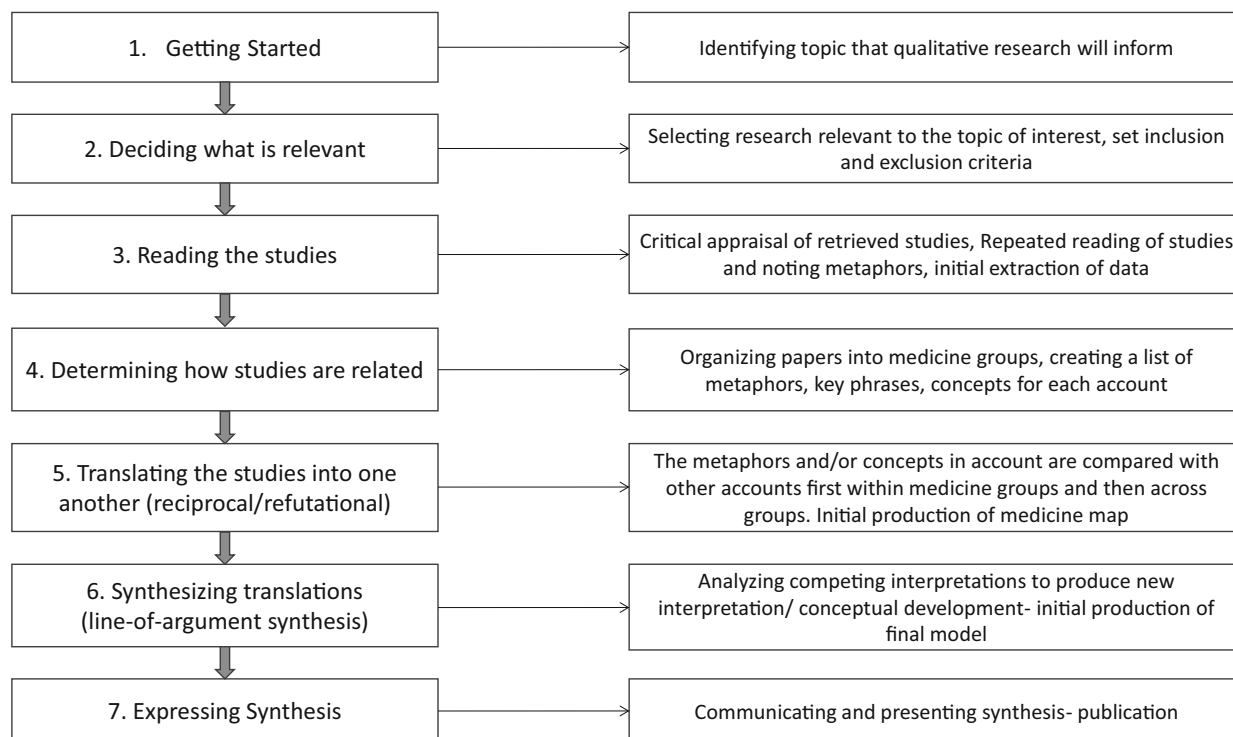 1. Getting Started
Identifying topic that qualitative research will inform
2. Deciding what is relevant
Selecting research relevant to the topic of interest, set inclusion
and exclusion criteria
3. Reading the studies
Critical appraisal of retrieved studies, Repeated reading of studies
and noting metaphors, initial extraction of data
4. Determining how studies are related
Organizing papers into medicine groups, creating a list of
metaphors, key phrases, concepts for each account
5. Translating the studies into one
another (reciprocal/refutational)
The metaphors and/or concepts in account are compared with
other accounts first within medicine groups and then across
groups. Initial production of medicine map
6. Synthesizing translations
(line-of-argument synthesis)
Analyzing competing interpretations to produce new
interpretation/ conceptual development- initial production of
final model
7. Expressing Synthesis
Communicating and presenting synthesis- publication